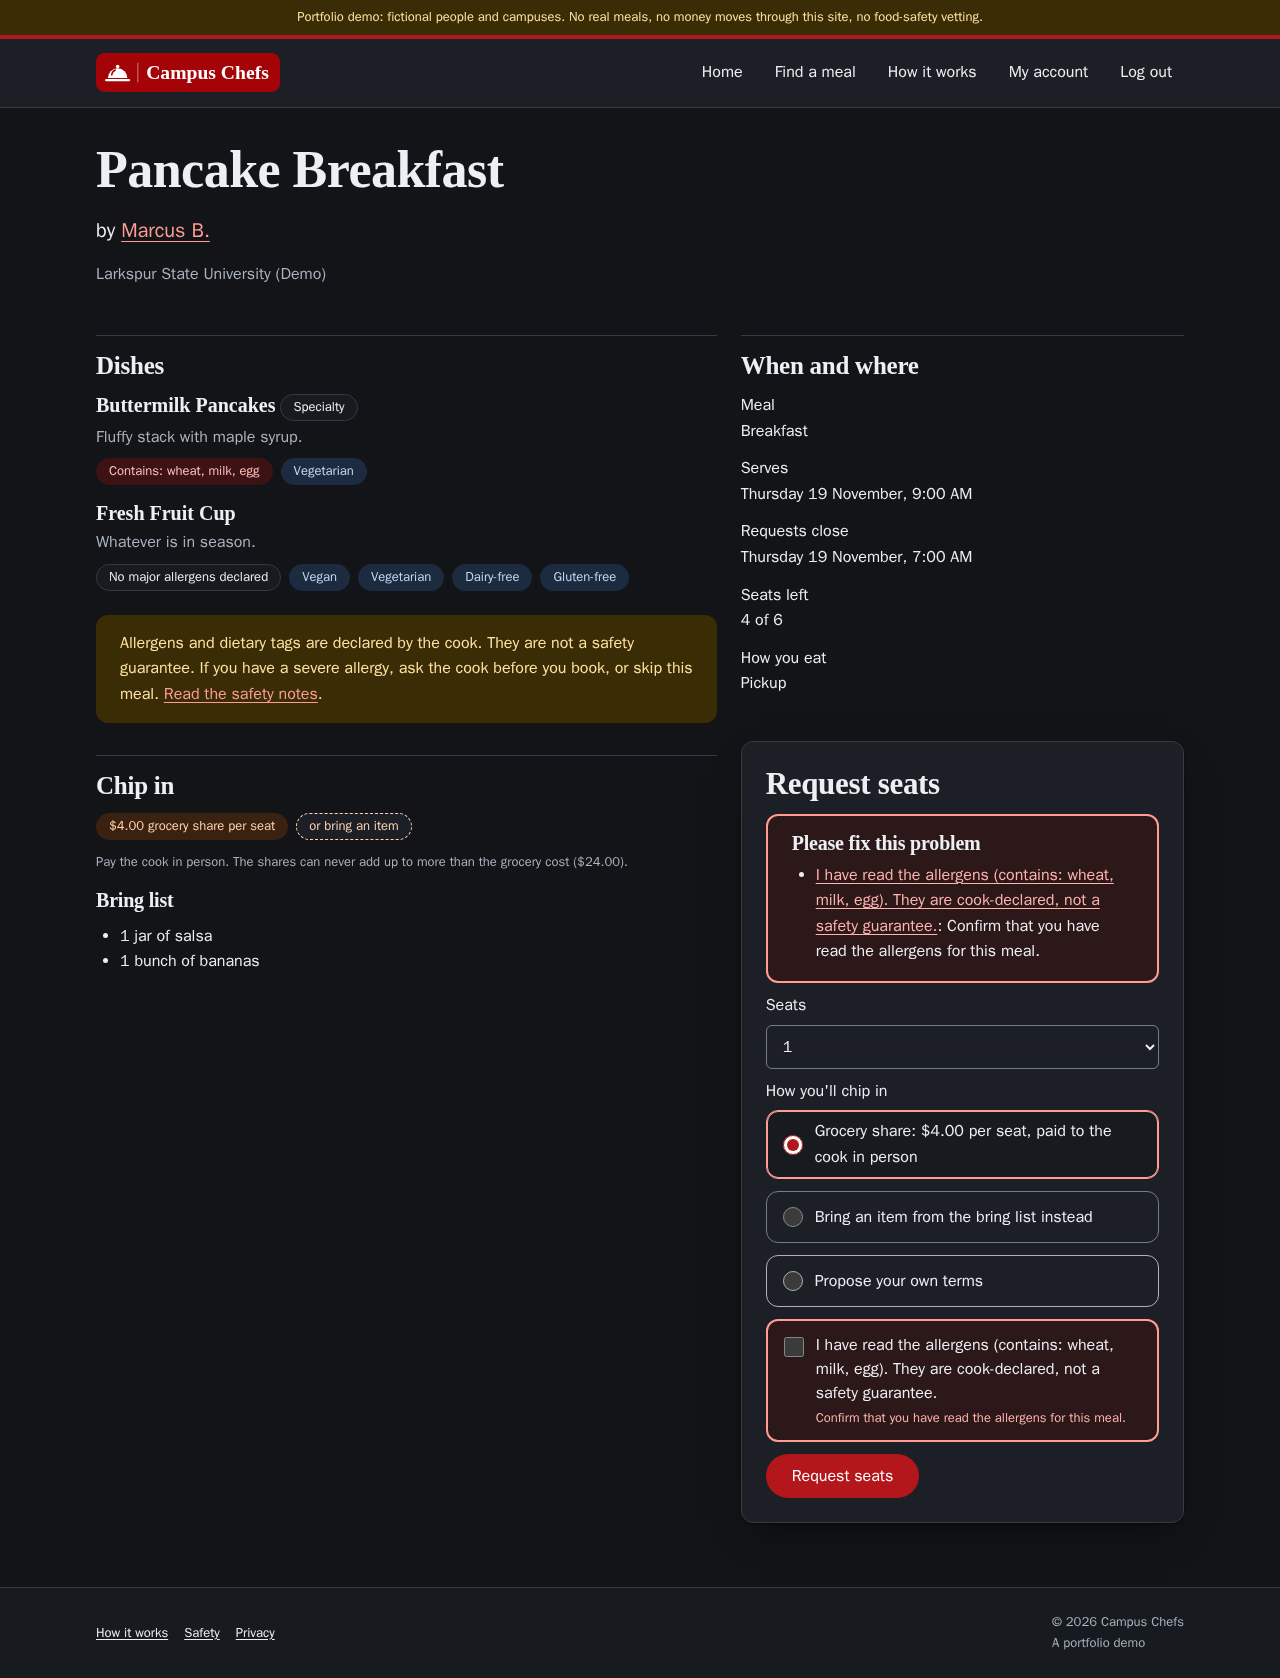 Portfolio demo: fictional people and campuses. No real meals, no money moves through this site, no food-safety vetting.
Campus Chefs
Home
Find a meal
How it works
My account
Log out
Pancake Breakfast
by Marcus B.
Larkspur State University (Demo)
Dishes
Buttermilk Pancakes Specialty
Fluffy stack with maple syrup.
Contains: wheat, milk, egg
Vegetarian
Fresh Fruit Cup
Whatever is in season.
No major allergens declared
Vegan
Vegetarian
Dairy-free
Gluten-free
Allergens and dietary tags are declared by the cook. They are not a safety
guarantee. If you have a severe allergy, ask the cook before you book, or skip this
meal. Read the safety notes.
Chip in
$4.00 grocery share per seat
or bring an item
Pay the cook in person. The shares can never add up to more than the grocery cost ($24.00).
Bring list
1 jar of salsa
1 bunch of bananas
When and where
Meal
Breakfast
Serves
Thursday 19 November, 9:00 AM
Requests close
Thursday 19 November, 7:00 AM
Seats left
4 of 6
How you eat
Pickup
Request seats
Please fix this problem
I have read the allergens (contains: wheat,
milk, egg). They are cook-declared, not a
safety guarantee.: Confirm that you have
read the allergens for this meal.
Seats
1
How you'll chip in
Grocery share: $4.00 per seat, paid to the
cook in person
Bring an item from the bring list instead
Propose your own terms
I have read the allergens (contains: wheat,
milk, egg). They are cook-declared, not a
safety guarantee.
Confirm that you have read the allergens for this meal.
Request seats
How it works
Safety
Privacy
© 2026 Campus Chefs
A portfolio demo